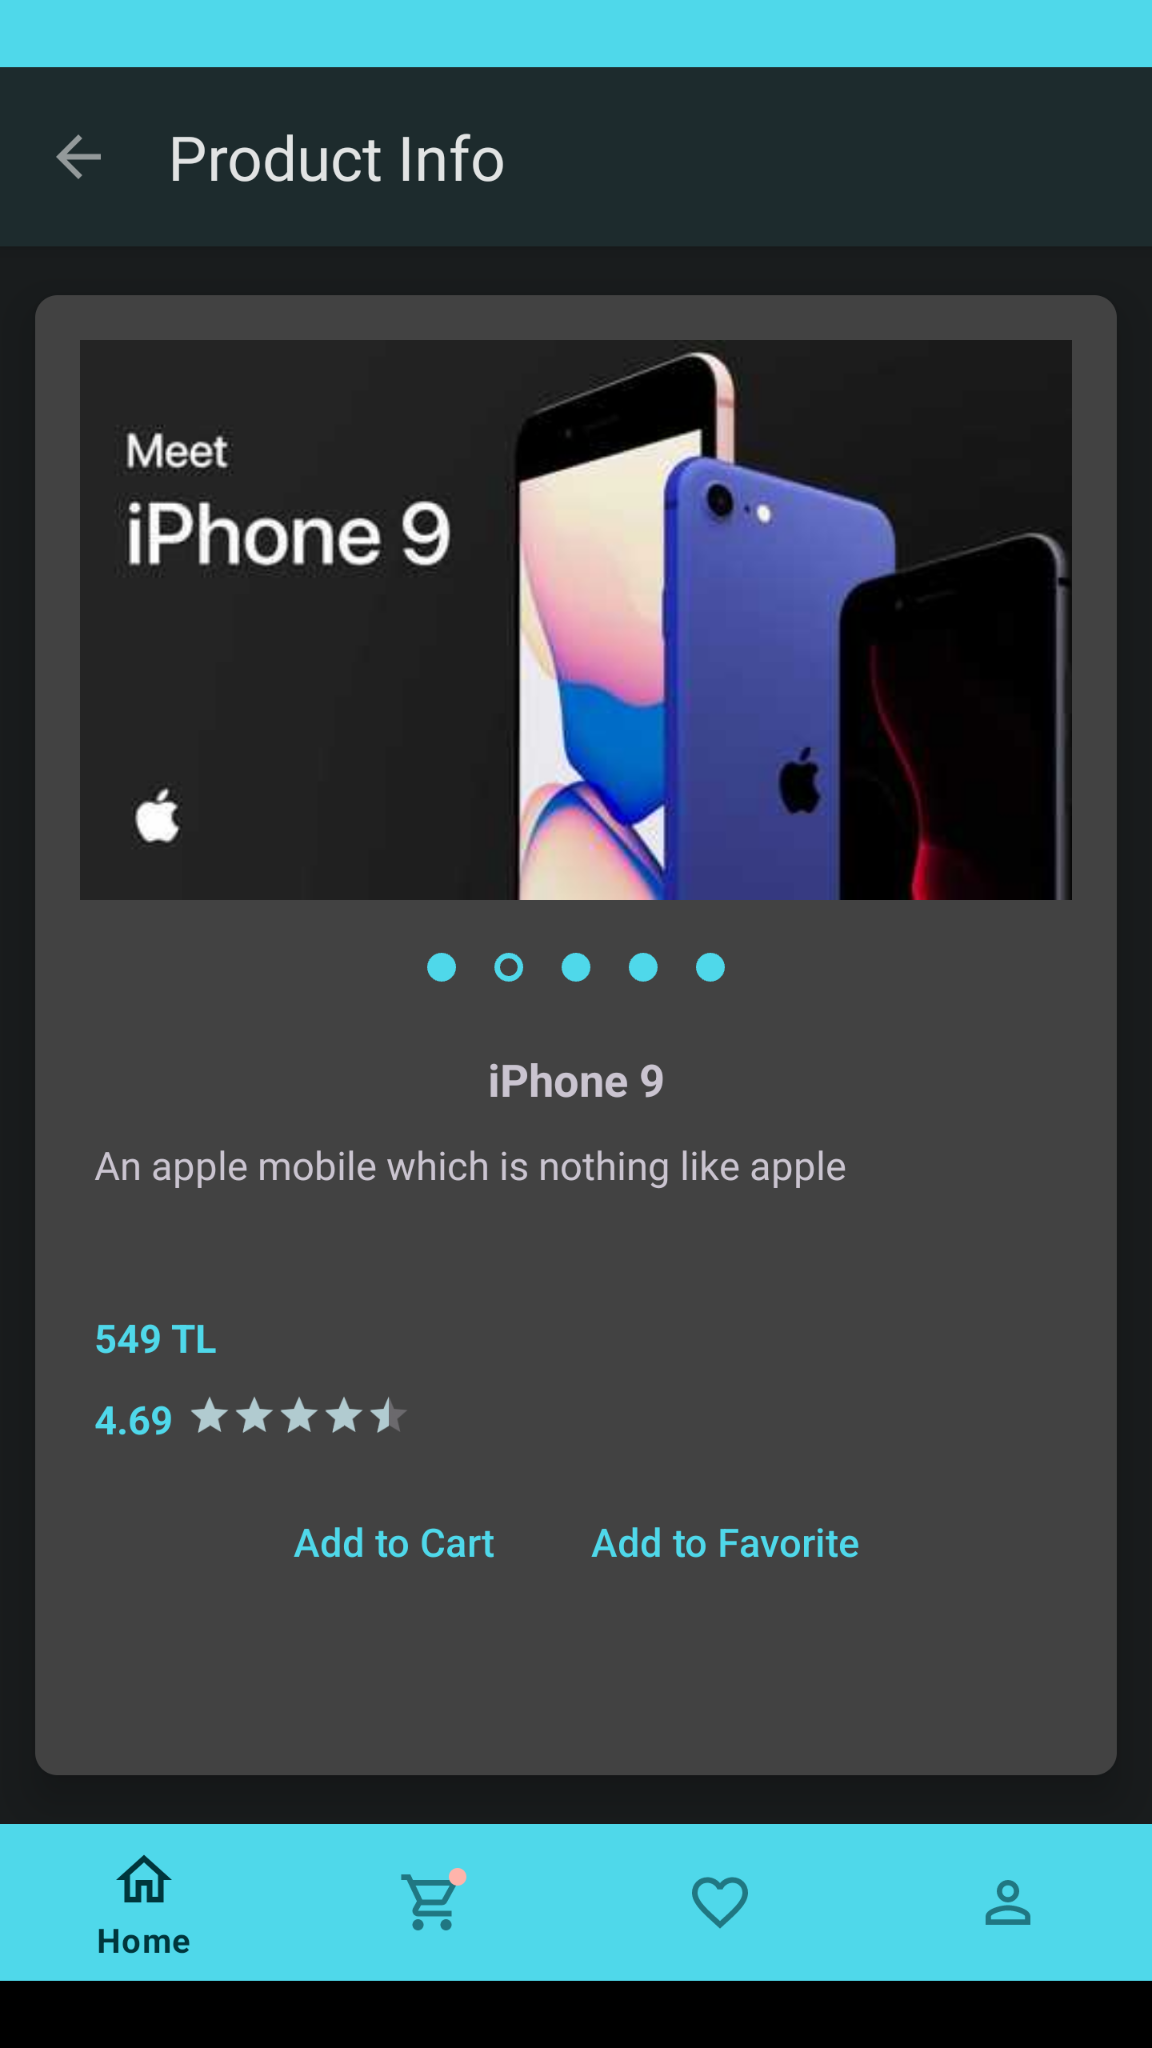 Product Info
Meet
iPhone 9
iPhone 9
An apple mobile which is nothing like apple
549 TL
4.69
Add to Cart
Add to Favorite
Home